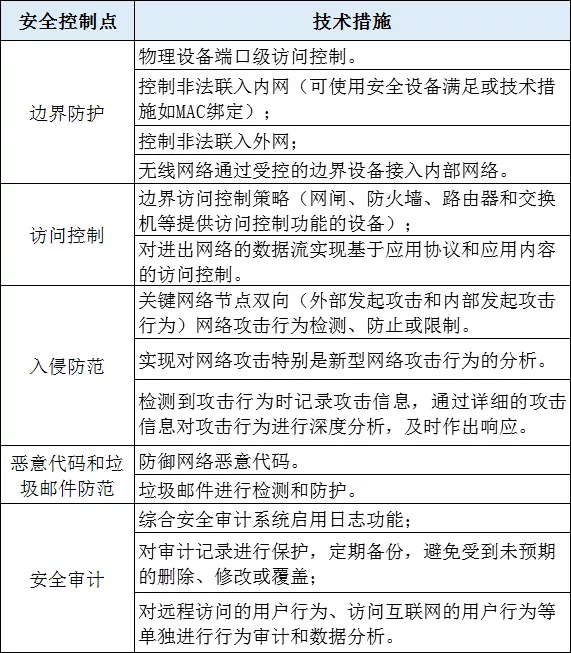 安全控制点 技术措施
物理设备端口级访问控制。
控制非法联入内网（可使用安全设备满足或技术措
施如MAC绑定）；
边界防护
控制非法联入外网；
无线网络通过受控的边界设备接入内部网络。
边界访问控制策略（网闸、防火墙、路由器和交换
机等提供访问控制功能的设备）；
访问控制
对进出网络的数据流实现基于应用协议和应用内容
的访问控制。
关键网络节点双向（外部发起攻击和内部发起攻击
行为）网络攻击行为检测、防止或限制。
入侵防范
实现对网络攻击特别是新型网络攻击行为的分析。
检测到攻击行为时记录攻击信息，通过详细的攻击
信息对攻击行为进行深度分析，及时作出响应。
恶意代码和垃
圾邮件防范
防御网络恶意代码。
垃圾邮件进行检测和防护。
综合安全审计系统启用日志功能；
对审计记录进行保护，定期备份，避免受到未预期
的删除、修改或覆盖；
安全审计
对远程访问的用户行为、访问互联网的用户行为等
单独进行行为审计和数据分析。